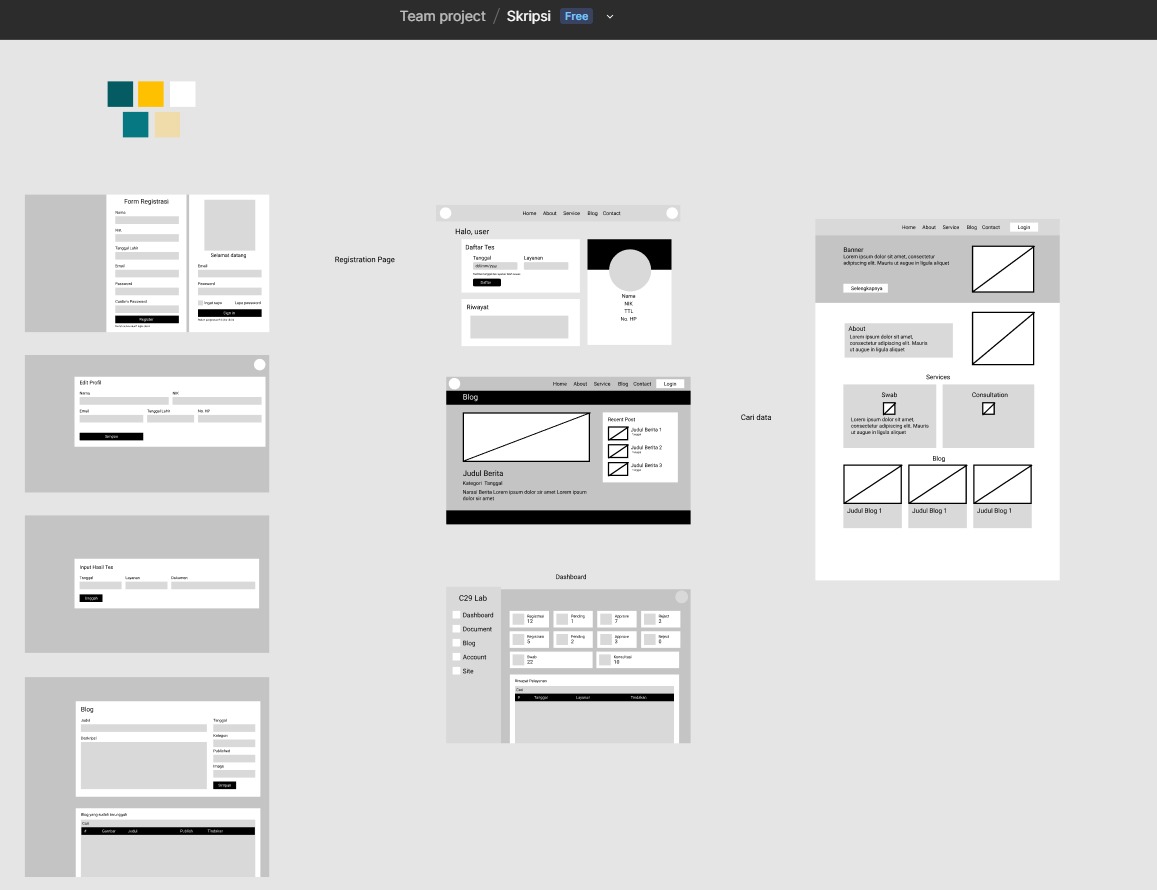 Team project / Skripsi Free
Form Registrasi
Nama
NIK
Tanggal Lahir
Email
Password
Confirm Password
Register
Selamat datang
Email
Password
Ingat saya Lupa password
Sign in
Edit Profil
Nama NIK
Email Tanggal Lahir No. HP
Simpan
Input Hasil Tes
Tanggal Layanan Dokumen
Unggah
Blog
Judul
Deskripsi
Tanggal
Kategori
Published
Image
Simpan
Blog yang sudah terunggah
Cari
# Gambar Judul Publish Tindakan
Registration Page
Home About Service Blog Contact
Halo, user
Daftar Tes
Tanggal Layanan
dd/mm/yyyy
Daftar
Riwayat
Nama
NIK
TTL
No. HP
Home About Service Blog Contact Login
Blog
Judul Berita
Kategori Tanggal
Narasi Berita Lorem ipsum dolor sir amet Lorem ipsum
dolor sir amet
Recent Post
Judul Berita 1
Tanggal
Judul Berita 2
Tanggal
Judul Berita 3
Tanggal
Cari data
Dashboard
C29 Lab
Dashboard
Document
Blog
Account
Site
Registrasi
12
Pending
1
Approve
7
Reject
2
Registrasi
5
Pending
2
Approve
3
Reject
0
Swab
22
Konsultasi
10
Riwayat Pelayanan
Cari
# Tanggal Layanan Tindakan
Home About Service Blog Contact Login
Banner
Lorem ipsum dolor sit amet, consectetur
adipiscing elit. Mauris ut augue in ligula aliquet
Selengkapnya
About
Lorem ipsum dolor sit amet,
consectetur adipiscing elit. Mauris
ut augue in ligula aliquet
Services
Swab
Lorem ipsum dolor sit amet,
consectetur adipiscing elit. Mauris
ut augue in ligula aliquet
Consultation
Blog
Judul Blog 1
Judul Blog 1
Judul Blog 1